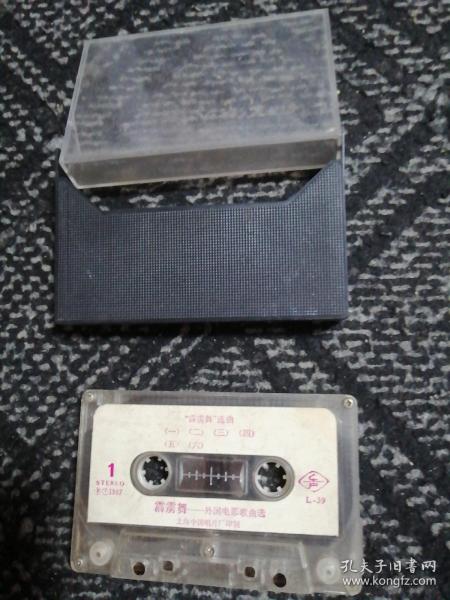 “霹雳舞”选曲
(一) (二) (三) (四)
(五) (六)
1
STEREO
Ⓟ 1987
L-39
霹雳舞——外国电影歌曲选
上海中国唱片厂印制
孔夫子旧书网
www.kongfz.com